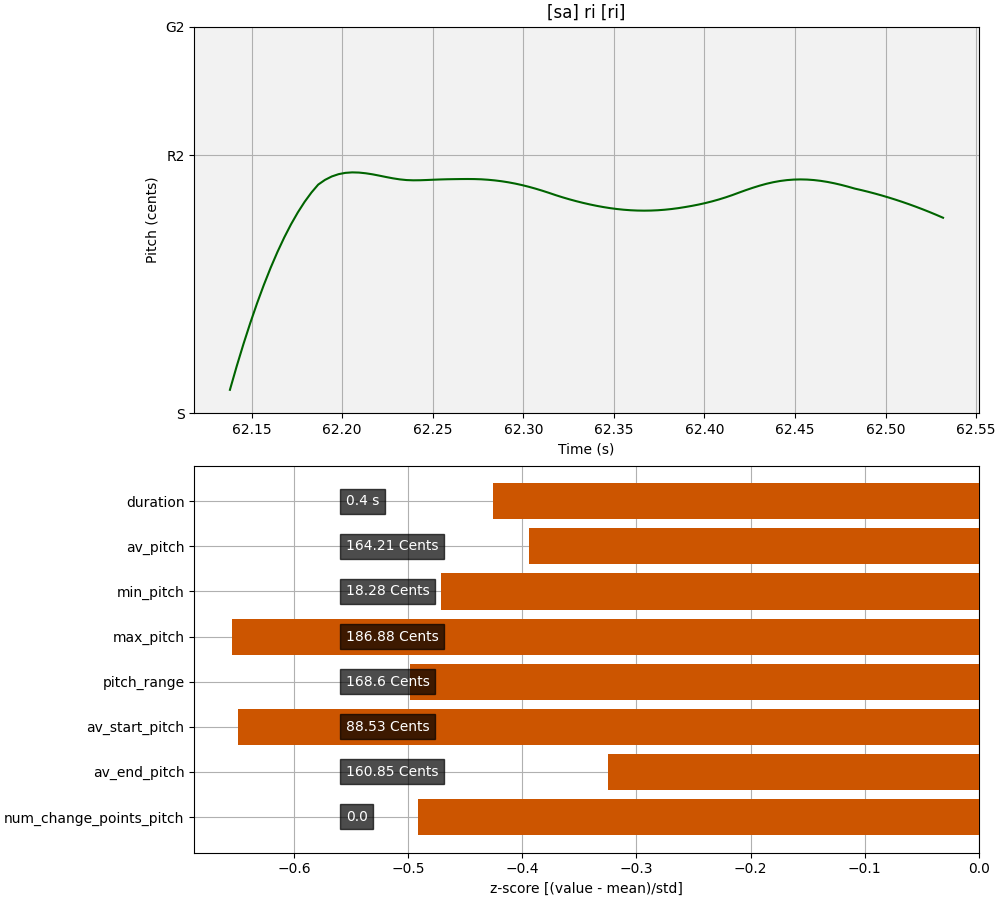 [sa] ri [ri]
G2
R2
S
Pitch (cents)
62.15 62.20 62.25 62.30 62.35 62.40 62.45 62.50 62.55
Time (s)
duration 0.4 s
av_pitch 164.21 Cents
min_pitch 18.28 Cents
max_pitch 186.88 Cents
pitch_range 168.6 Cents
av_start_pitch 88.53 Cents
av_end_pitch 160.85 Cents
num_change_points_pitch 0.0
−0.6 −0.5 −0.4 −0.3 −0.2 −0.1 0.0
z-score [(value - mean)/std]